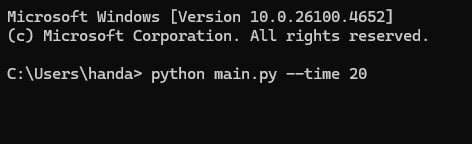 Microsoft Windows [Version 10.0.26100.4652]
(c) Microsoft Corporation. All rights reserved.
C:\Users\handa> python main.py --time 20